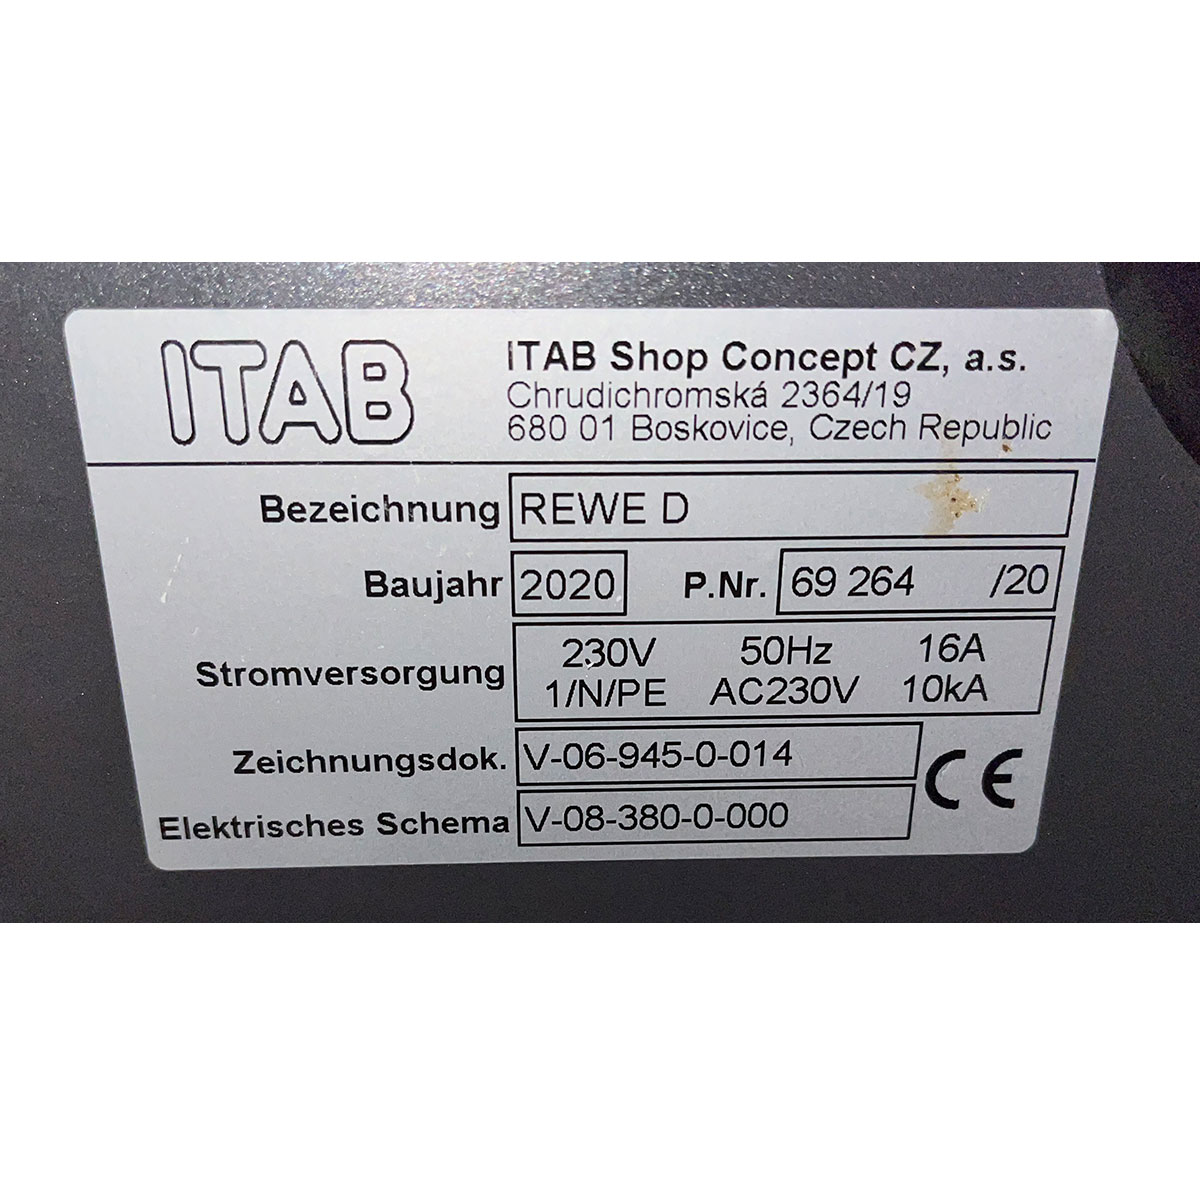 ITAB
ITAB Shop Concept CZ, a.s.
Chrudichromská 2364/19
680 01 Boskovice, Czech Republic
Bezeichnung REWE D
Baujahr 2020 P.Nr. 69 264 /20
Stromversorgung 230V 50Hz 16A
1/N/PE AC230V 10kA
Zeichnungsdok. V-06-945-0-014
Elektrisches Schema V-08-380-0-000
CE